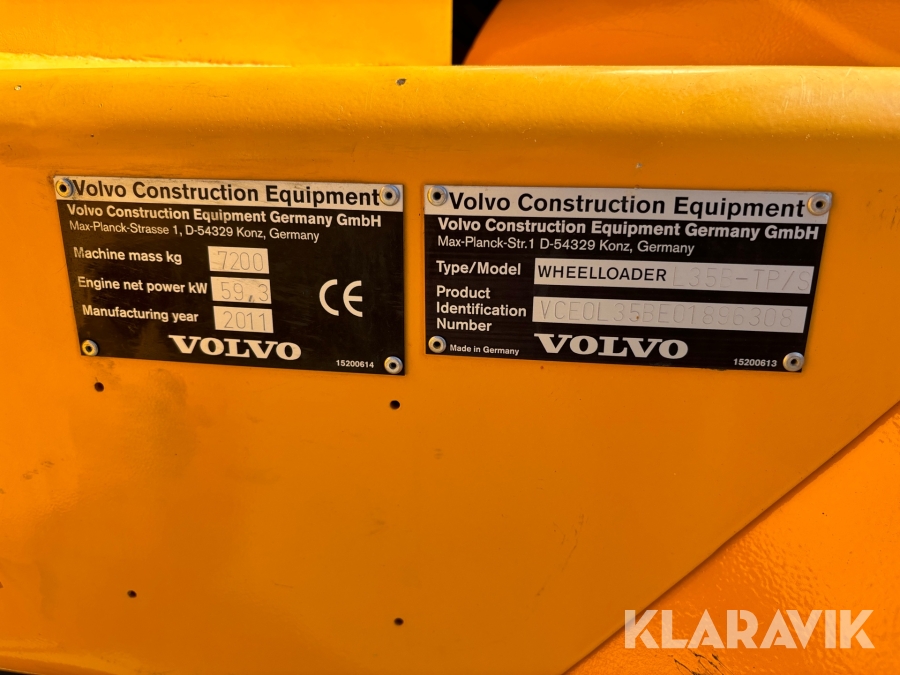 Volvo Construction Equipment
Volvo Construction Equipment Germany GmbH
Max-Planck-Strasse 1, D-54329 Konz, Germany
Machine mass kg 7200
Engine net power kW 59,3
Manufacturing year 2011
CE
VOLVO
15200614
Volvo Construction Equipment
Volvo Construction Equipment Germany GmbH
Max-Planck-Str.1 D-54329 Konz, Germany
Type/Model WHEELLOADER L35B-TP/S
Product
Identification VCE0L35BE01896308
Number
Made in Germany
VOLVO
15200613
KLARAVIK